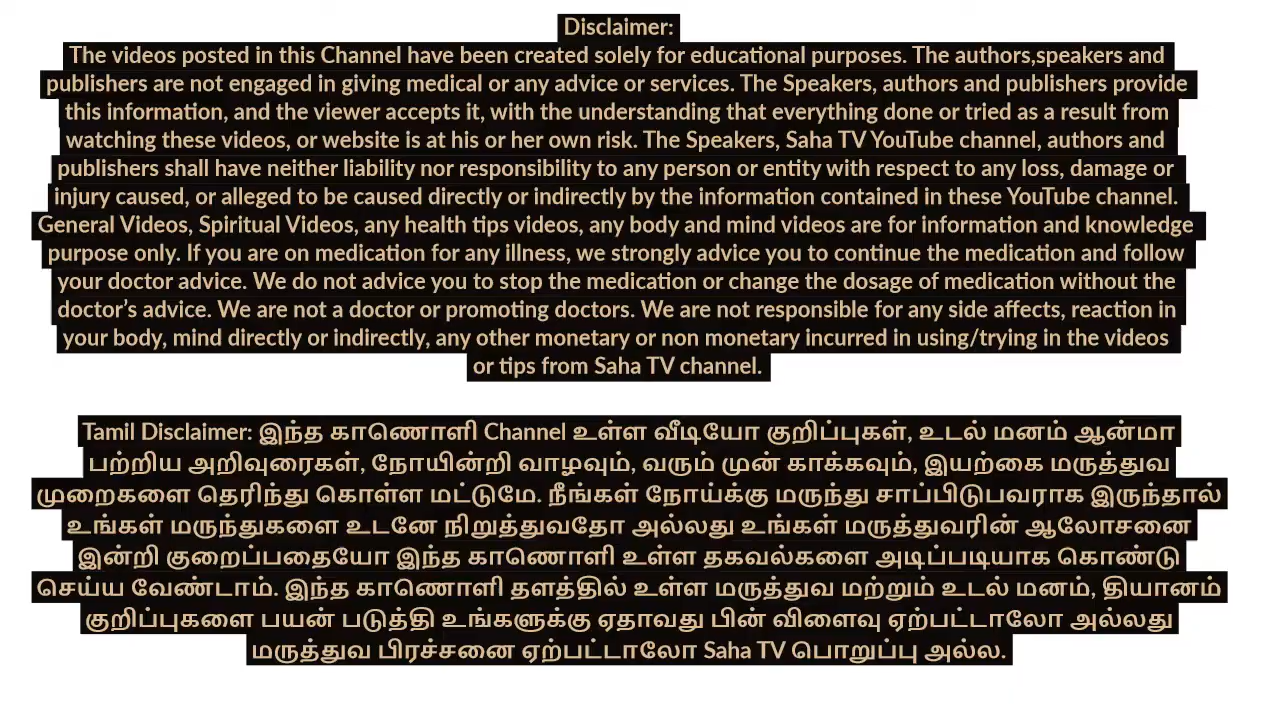 Disclaimer:
The videos posted in this Channel have been created solely for educational purposes. The authors,speakers and
publishers are not engaged in giving medical or any advice or services. The Speakers, authors and publishers provide
this information, and the viewer accepts it, with the understanding that everything done or tried as a result from
watching these videos, or website is at his or her own risk. The Speakers, Saha TV YouTube channel, authors and
publishers shall have neither liability nor responsibility to any person or entity with respect to any loss, damage or
injury caused, or alleged to be caused directly or indirectly by the information contained in these YouTube channel.
General Videos, Spiritual Videos, any health tips videos, any body and mind videos are for information and knowledge
purpose only. If you are on medication for any illness, we strongly advice you to continue the medication and follow
your doctor advice. We do not advice you to stop the medication or change the dosage of medication without the
doctor’s advice. We are not a doctor or promoting doctors. We are not responsible for any side affects, reaction in
your body, mind directly or indirectly, any other monetary or non monetary incurred in using/trying in the videos
or tips from Saha TV channel.
Tamil Disclaimer: இந்த காணொளி Channel உள்ள வீடியோ குறிப்புகள், உடல் மனம் ஆன்மா
பற்றிய அறிவுரைகள், நோயின்றி வாழவும், வரும் முன் காக்கவும், இயற்கை மருத்துவ
முறைகளை தெரிந்து கொள்ள மட்டுமே. நீங்கள் நோய்க்கு மருந்து சாப்பிடுபவராக இருந்தால்
உங்கள் மருந்துகளை உடனே நிறுத்துவதோ அல்லது உங்கள் மருத்துவரின் ஆலோசனை
இன்றி குறைப்பதையோ இந்த காணொளி உள்ள தகவல்களை அடிப்படியாக கொண்டு
செய்ய வேண்டாம். இந்த காணொளி தளத்தில் உள்ள மருத்துவ மற்றும் உடல் மனம், தியானம்
குறிப்புகளை பயன் படுத்தி உங்களுக்கு ஏதாவது பின் விளைவு ஏற்பட்டாலோ அல்லது
மருத்துவ பிரச்சனை ஏற்பட்டாலோ Saha TV பொறுப்பு அல்ல.